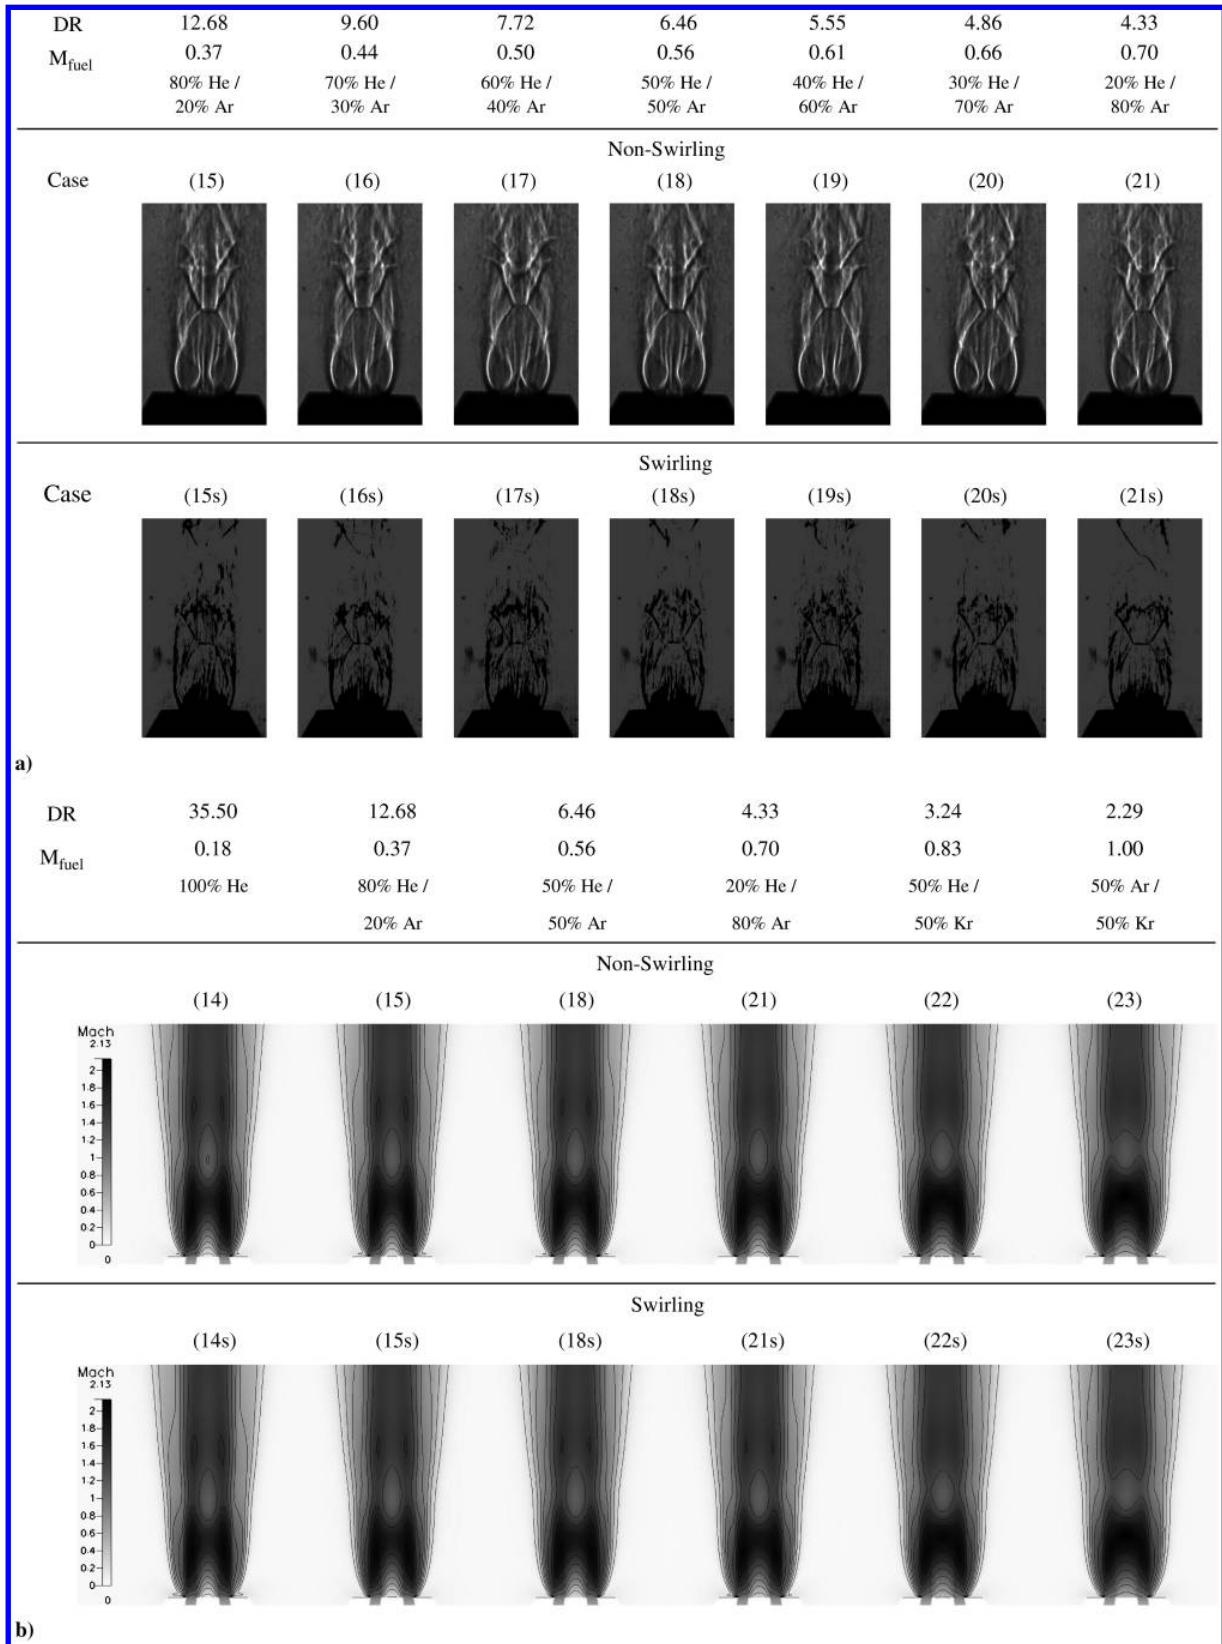 DR 12.68 9.60 7.72 6.46 5.55 4.86 4.33
M_fuel 0.37 0.44 0.50 0.56 0.61 0.66 0.70
80% He / 70% He / 60% He / 50% He / 40% He / 30% He / 20% He /
20% Ar 30% Ar 40% Ar 50% Ar 60% Ar 70% Ar 80% Ar
Non-Swirling
Case (15) (16) (17) (18) (19) (20) (21)
Swirling
Case (15s) (16s) (17s) (18s) (19s) (20s) (21s)
a)
DR 35.50 12.68 6.46 4.33 3.24 2.29
M_fuel 0.18 0.37 0.56 0.70 0.83 1.00
100% He 80% He / 50% He / 20% He / 50% He / 50% Ar /
20% Ar 50% Ar 80% Ar 50% Kr 50% Kr
Non-Swirling
(14) (15) (18) (21) (22) (23)
Mach
2.13
2
1.8
1.6
1.4
1.2
1
0.8
0.6
0.4
0.2
0
0
Swirling
(14s) (15s) (18s) (21s) (22s) (23s)
Mach
2.13
2
1.8
1.6
1.4
1.2
1
0.8
0.6
0.4
0.2
0
0
b)